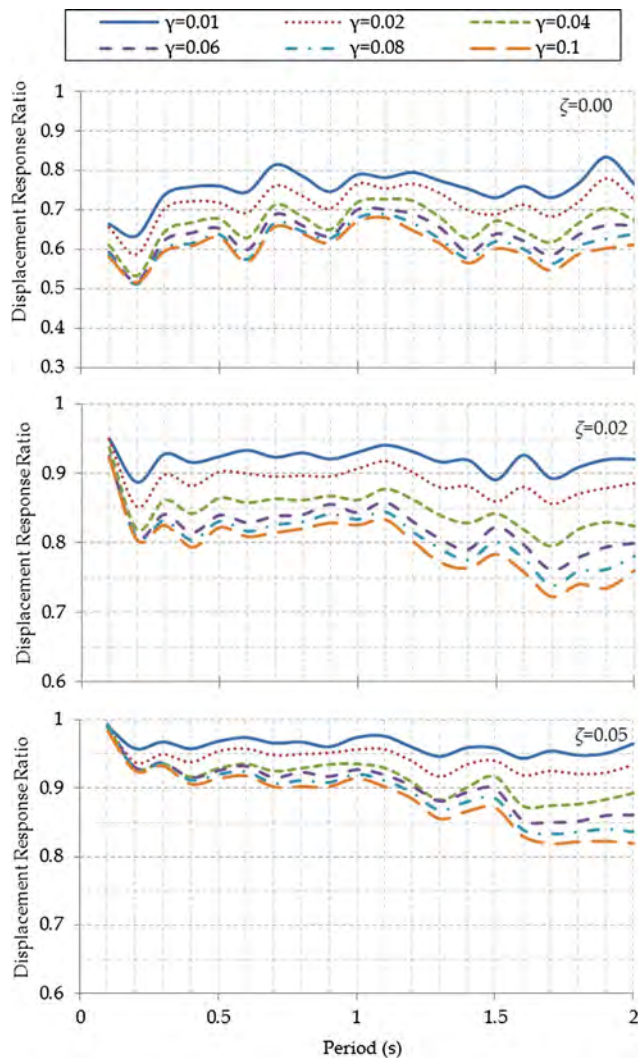 γ=0.01 γ=0.02 γ=0.04
γ=0.06 γ=0.08 γ=0.1
Displacement Response Ratio
1
0.9
0.8
0.7
0.6
0.5
0.4
0.3
ζ=0.00
Displacement Response Ratio
1
0.9
0.8
0.7
0.6
ζ=0.02
Displacement Response Ratio
1
0.9
0.8
0.7
0.6
ζ=0.05
0 0.5 1 1.5 2
Period (s)